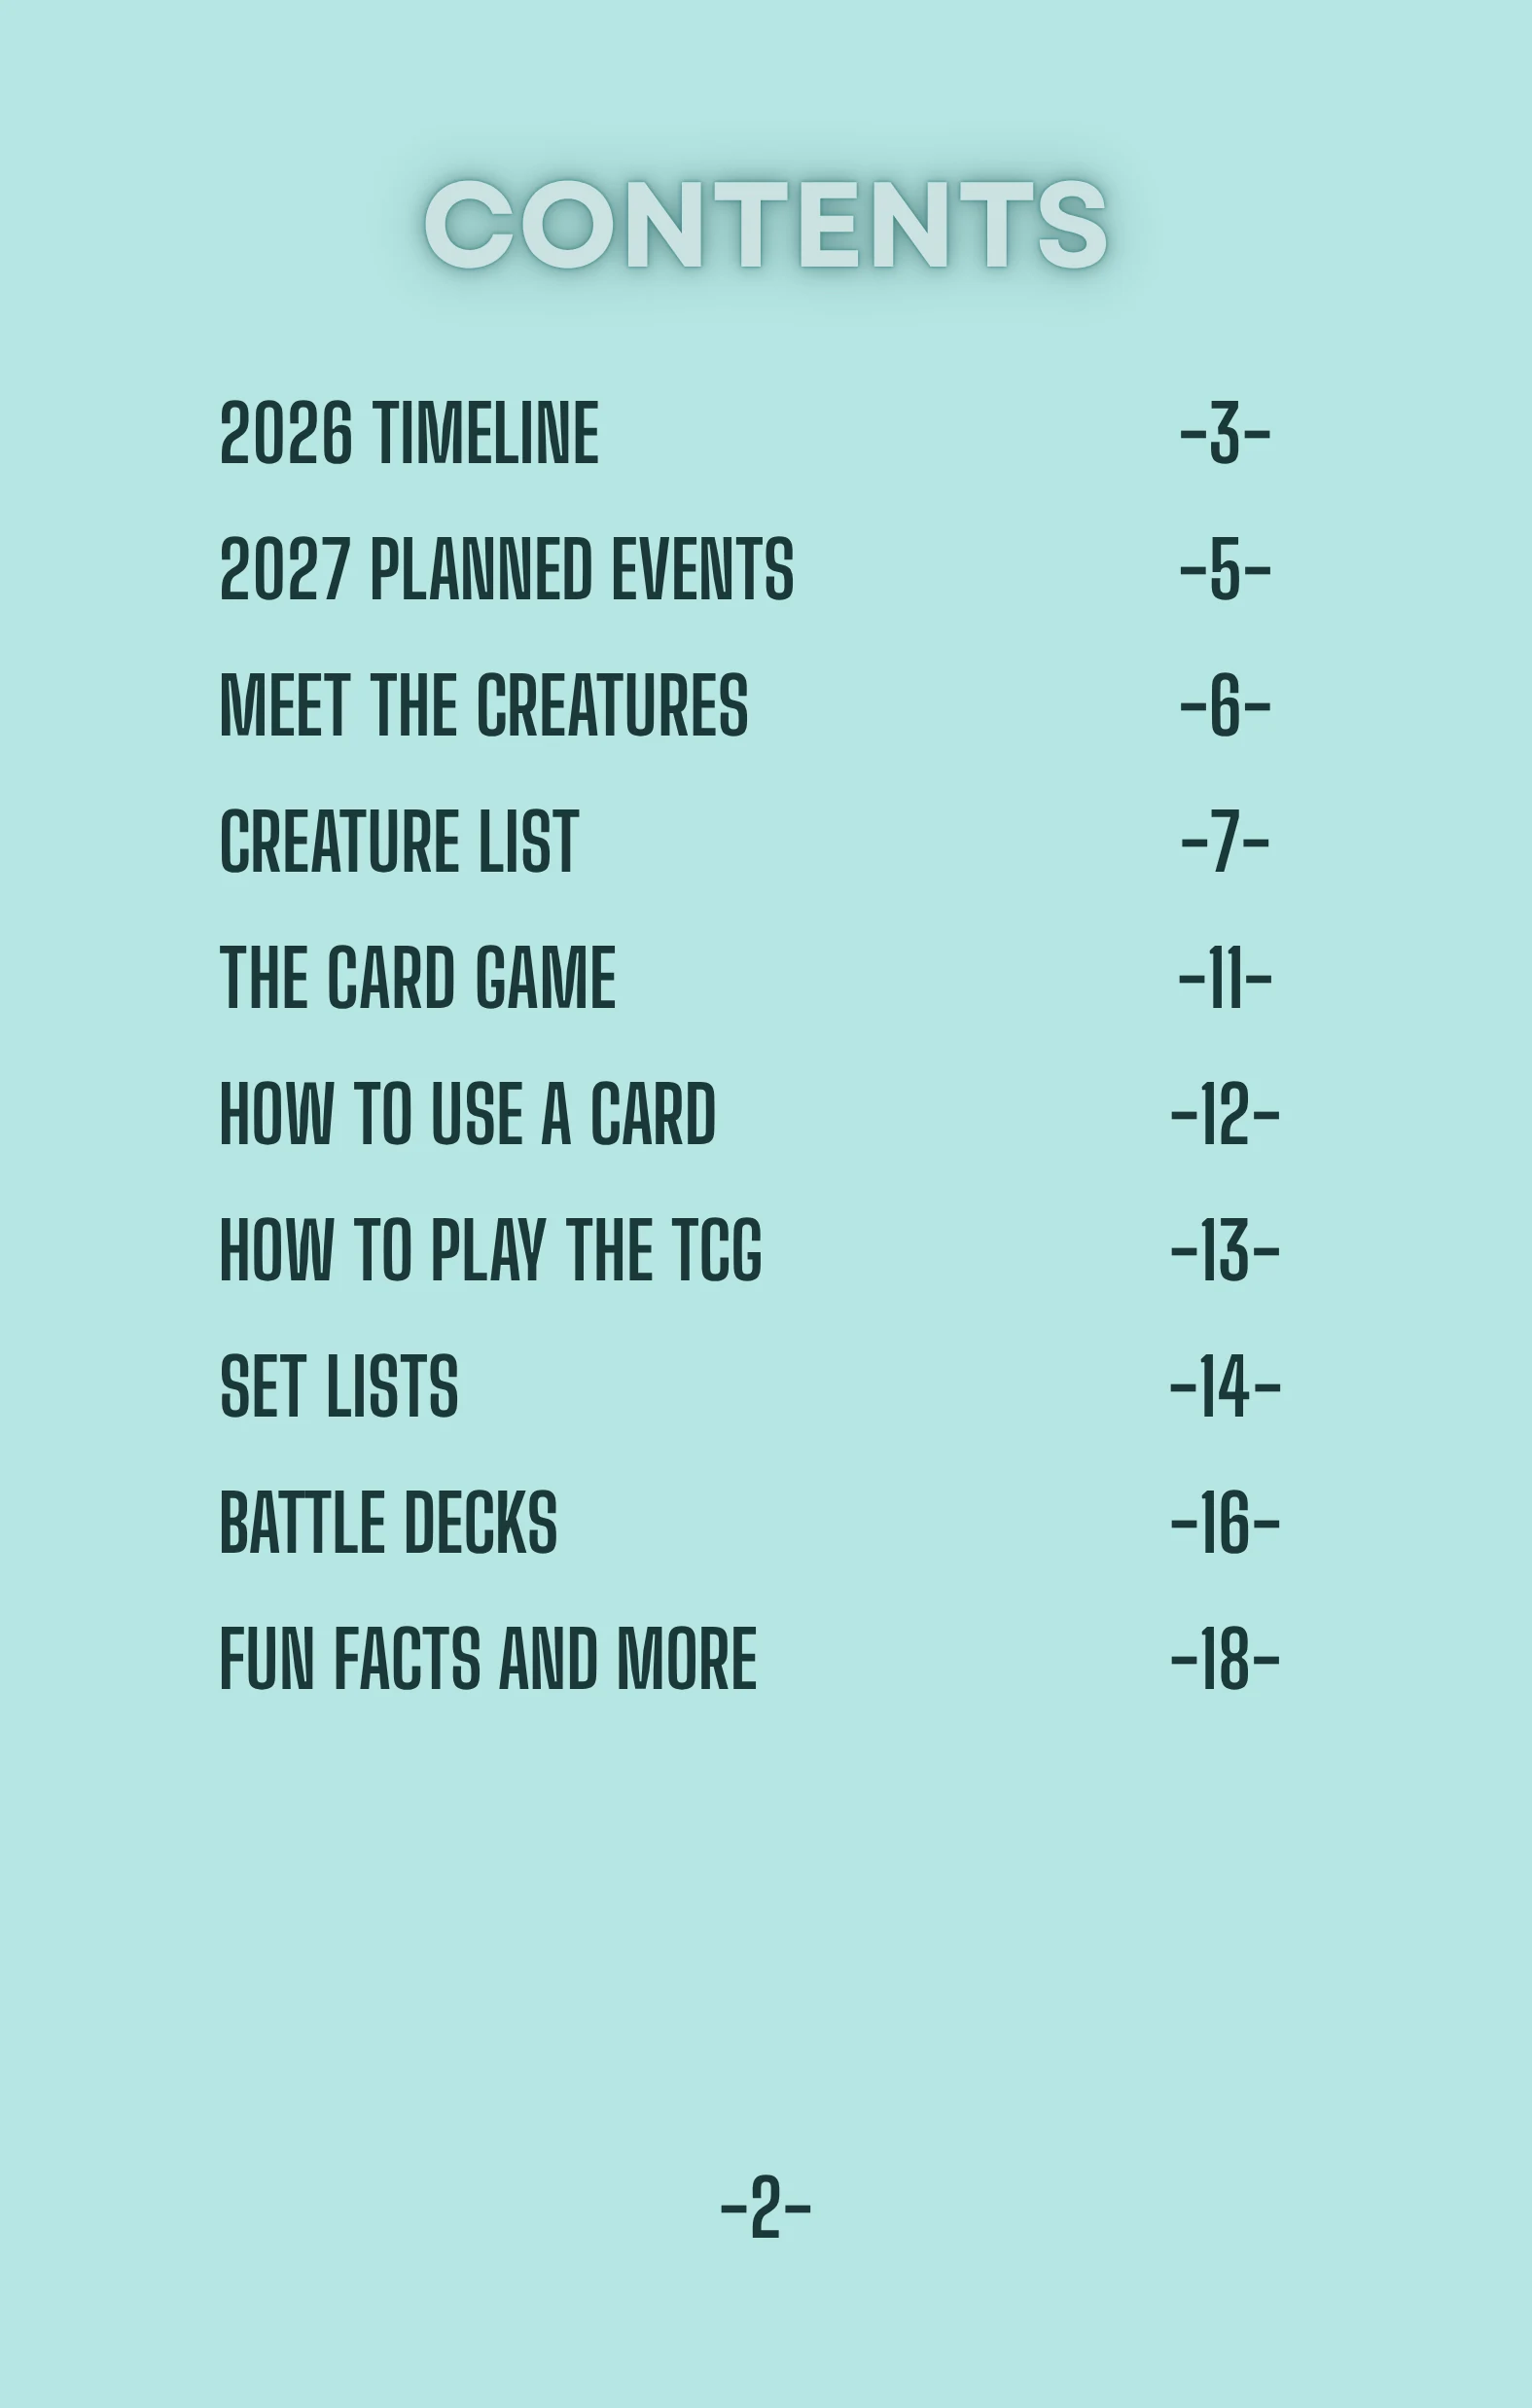 CONTENTS
2026 TIMELINE -3-
2027 PLANNED EVENTS -5-
MEET THE CREATURES -6-
CREATURE LIST -7-
THE CARD GAME -11-
HOW TO USE A CARD -12-
HOW TO PLAY THE TCG -13-
SET LISTS -14-
BATTLE DECKS -16-
FUN FACTS AND MORE -18-
-2-